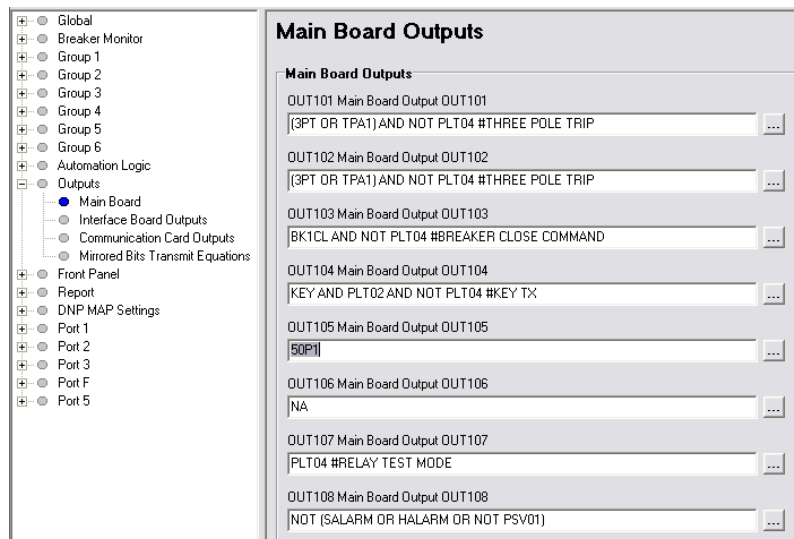 Global
Breaker Monitor
Group 1
Group 2
Group 3
Group 4
Group 5
Group 6
Automation Logic
Outputs
Main Board
Interface Board Outputs
Communication Card Outputs
Mirrored Bits Transmit Equations
Front Panel
Report
DNP MAP Settings
Port 1
Port 2
Port 3
Port F
Port 5
Main Board Outputs
Main Board Outputs
OUT101 Main Board Output OUT101
(3PT OR TPA1) AND NOT PLT04 #THREE POLE TRIP
...
OUT102 Main Board Output OUT102
(3PT OR TPA1) AND NOT PLT04 #THREE POLE TRIP
...
OUT103 Main Board Output OUT103
BK1CL AND NOT PLT04 #BREAKER CLOSE COMMAND
...
OUT104 Main Board Output OUT104
KEY AND PLT02 AND NOT PLT04 #KEY TX
...
OUT105 Main Board Output OUT105
50P1
...
OUT106 Main Board Output OUT106
NA
...
OUT107 Main Board Output OUT107
PLT04 #RELAY TEST MODE
...
OUT108 Main Board Output OUT108
NOT (SALARM OR HALARM OR NOT PSV01)
...